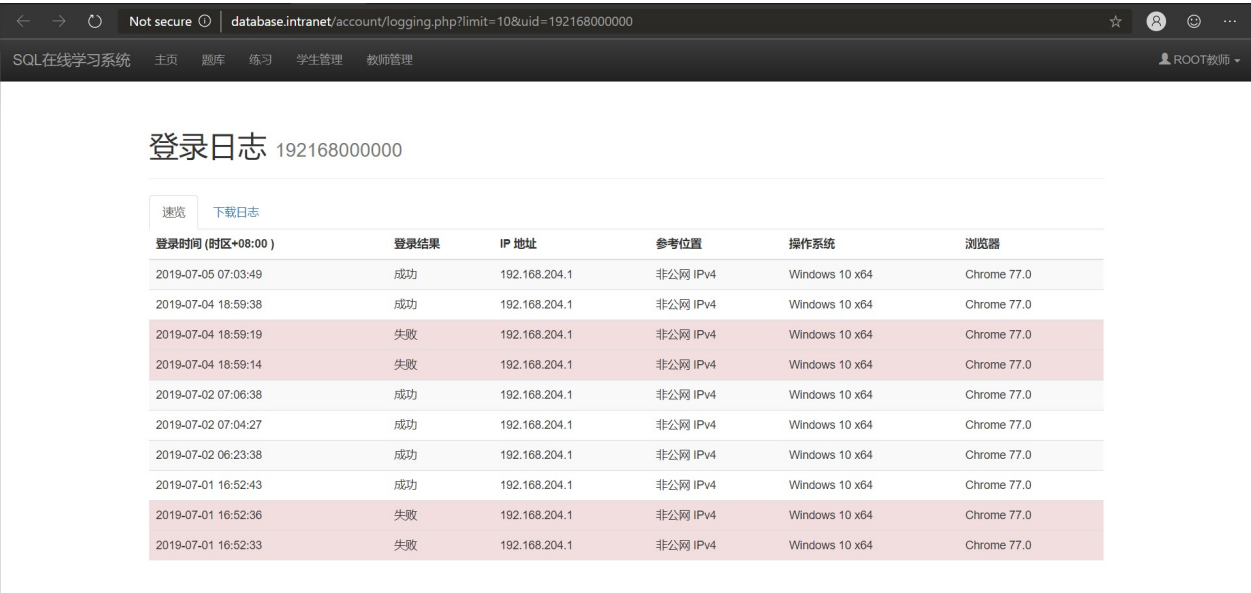 Not secure database.intranet/account/logging.php?limit=10&uid=192168000000
SQL在线学习系统 主页 题库 练习 学生管理 教师管理 ROOT教师
登录日志 192168000000
速览 下载日志
登录时间 (时区+08:00 ) 登录结果 IP 地址 参考位置 操作系统 浏览器
2019-07-05 07:03:49 成功 192.168.204.1 非公网 IPv4 Windows 10 x64 Chrome 77.0
2019-07-04 18:59:38 成功 192.168.204.1 非公网 IPv4 Windows 10 x64 Chrome 77.0
2019-07-04 18:59:19 失败 192.168.204.1 非公网 IPv4 Windows 10 x64 Chrome 77.0
2019-07-04 18:59:14 失败 192.168.204.1 非公网 IPv4 Windows 10 x64 Chrome 77.0
2019-07-02 07:06:38 成功 192.168.204.1 非公网 IPv4 Windows 10 x64 Chrome 77.0
2019-07-02 07:04:27 成功 192.168.204.1 非公网 IPv4 Windows 10 x64 Chrome 77.0
2019-07-02 06:23:38 成功 192.168.204.1 非公网 IPv4 Windows 10 x64 Chrome 77.0
2019-07-01 16:52:43 成功 192.168.204.1 非公网 IPv4 Windows 10 x64 Chrome 77.0
2019-07-01 16:52:36 失败 192.168.204.1 非公网 IPv4 Windows 10 x64 Chrome 77.0
2019-07-01 16:52:33 失败 192.168.204.1 非公网 IPv4 Windows 10 x64 Chrome 77.0